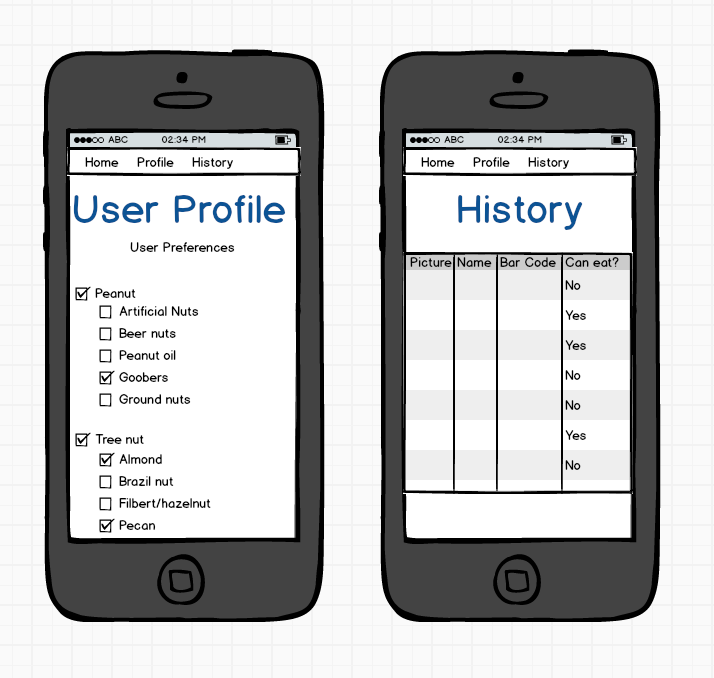 ABC 02:34 PM
Home Profile History
User Profile
User Preferences
Peanut
Artificial Nuts
Beer nuts
Peanut oil
Goobers
Ground nuts
Tree nut
Almond
Brazil nut
Filbert/hazelnut
Pecan
ABC 02:34 PM
Home Profile History
History
Picture Name Bar Code Can eat?
No
Yes
Yes
No
No
Yes
No